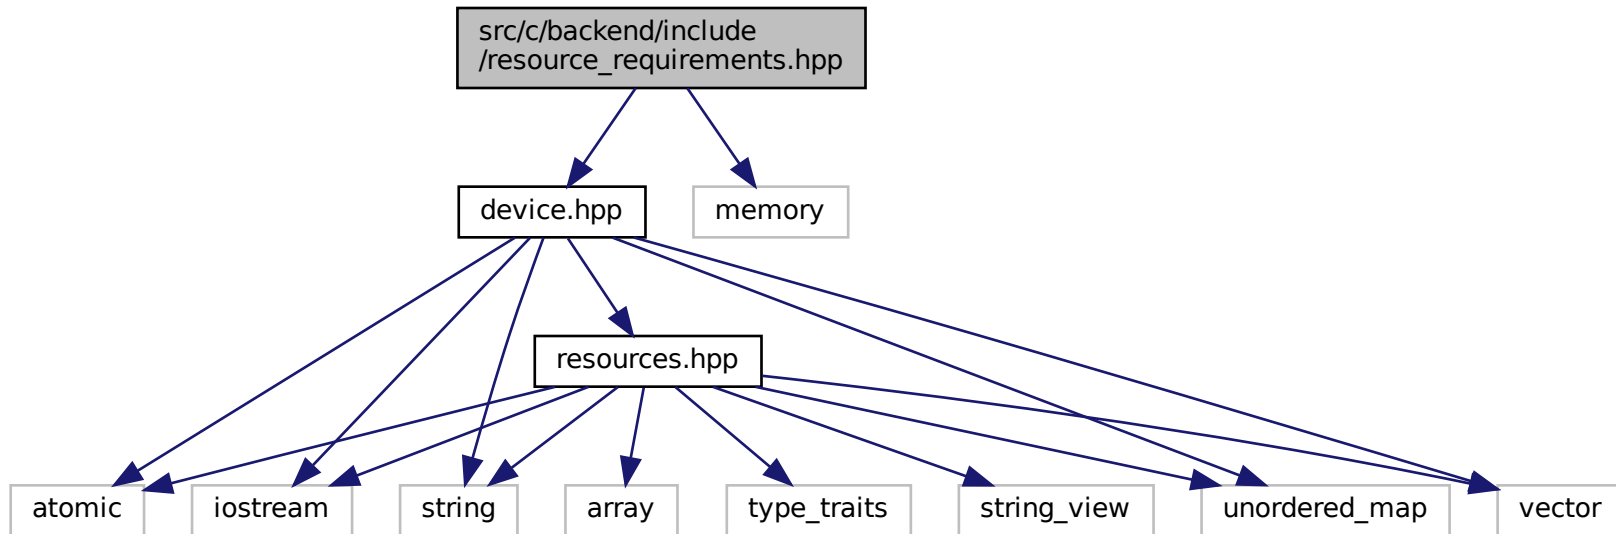 src/c/backend/include
/resource_requirements.hpp
device.hpp
memory
resources.hpp
atomic
iostream
string
array
type_traits
string_view
unordered_map
vector